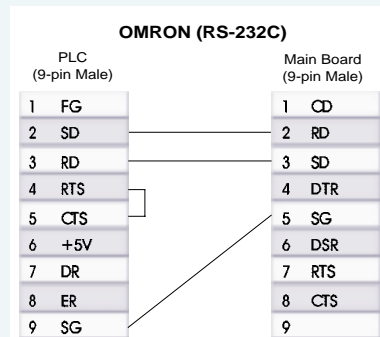 OMRON (RS-232C)
PLC
(9-pin Male)
Main Board
(9-pin Male)
1 FG
2 SD
3 RD
4 RTS
5 CTS
6 +5V
7 DR
8 ER
9 SG
1 CD
2 RD
3 SD
4 DTR
5 SG
6 DSR
7 RTS
8 CTS
9